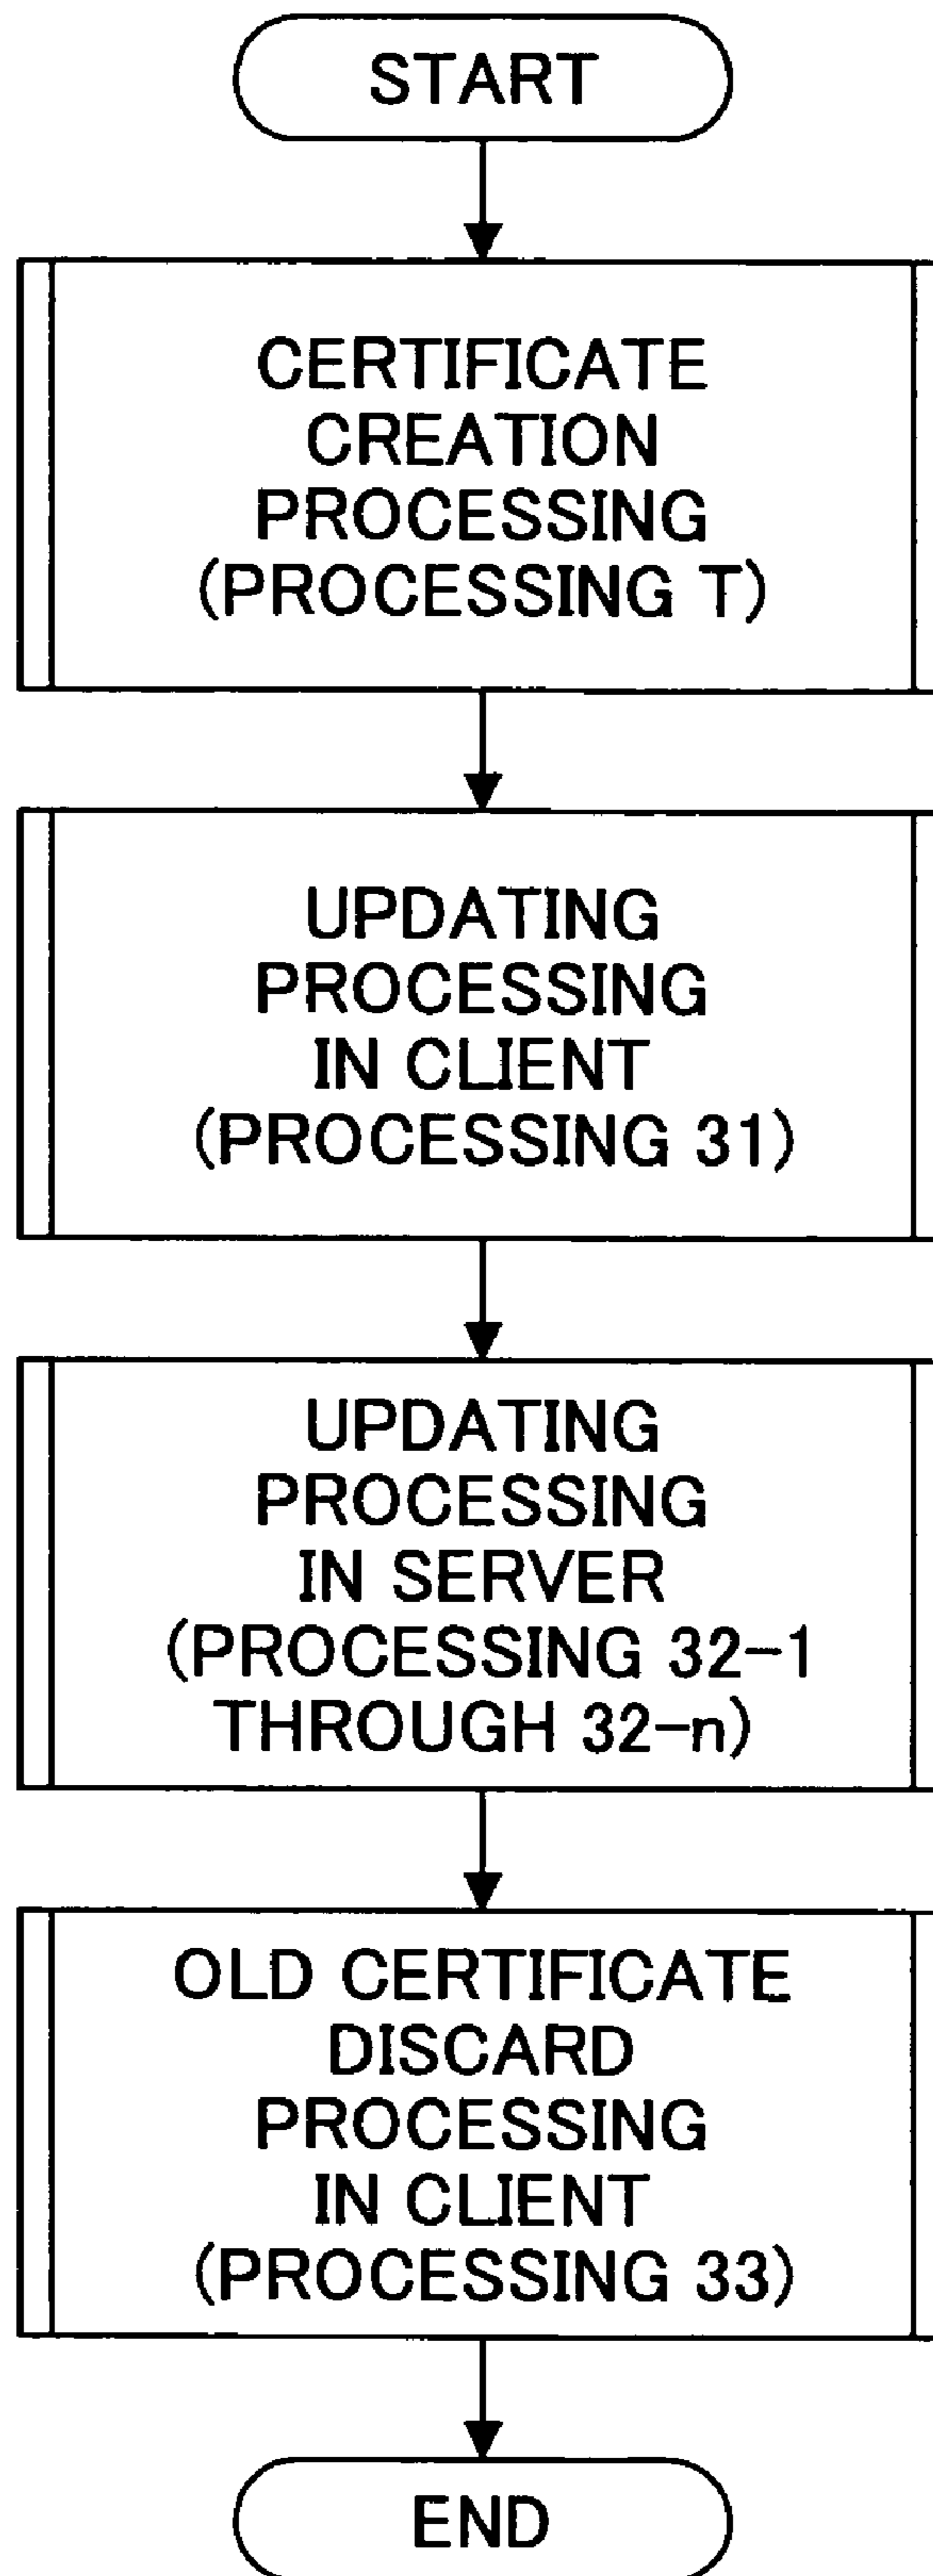 START
CERTIFICATE
CREATION
PROCESSING
(PROCESSING T)
UPDATING
PROCESSING
IN CLIENT
(PROCESSING 31)
UPDATING
PROCESSING
IN SERVER
(PROCESSING 32-1
THROUGH 32-n)
OLD CERTIFICATE
DISCARD
PROCESSING
IN CLIENT
(PROCESSING 33)
END